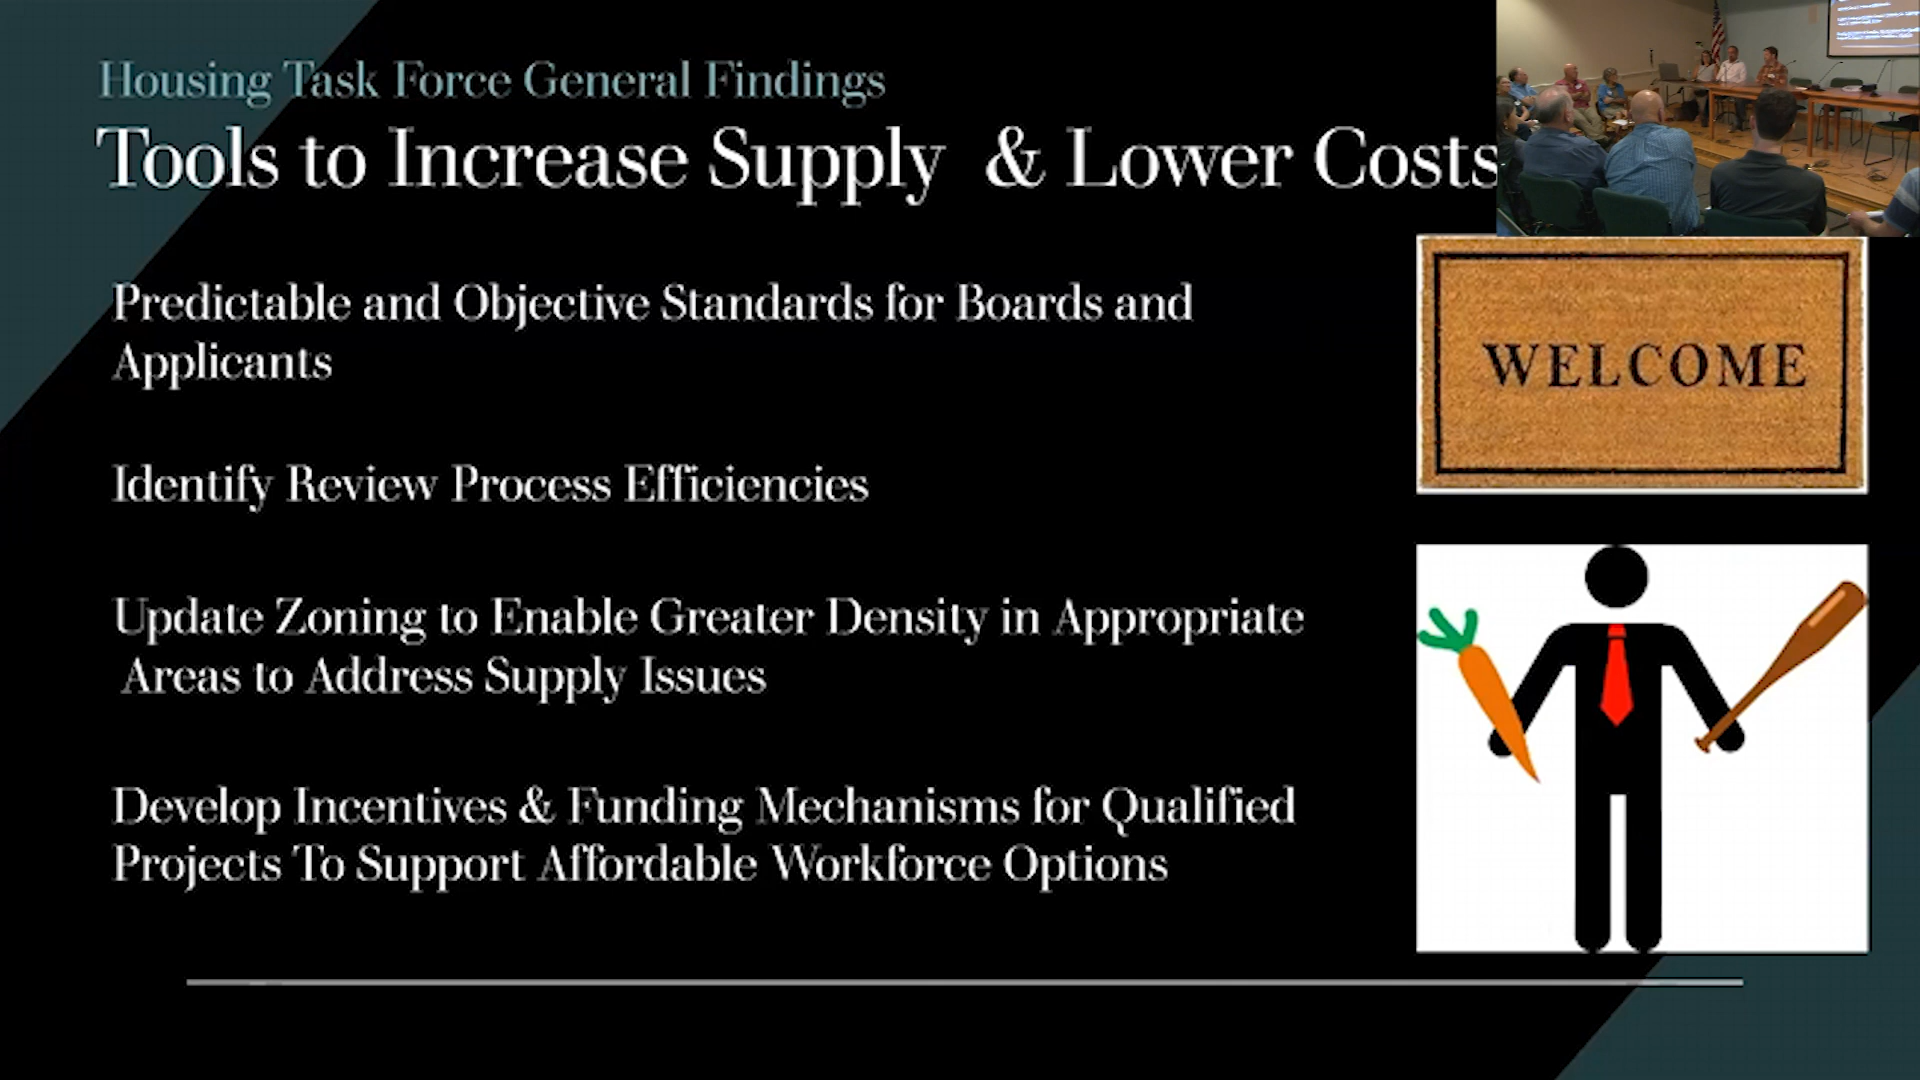 Housing Task Force General Findings
Tools to Increase Supply & Lower Costs
Predictable and Objective Standards for Boards and
Applicants
WELCOME
Identify Review Process Efficiencies
Update Zoning to Enable Greater Density in Appropriate
Areas to Address Supply Issues
Develop Incentives & Funding Mechanisms for Qualified
Projects To Support Affordable Workforce Options